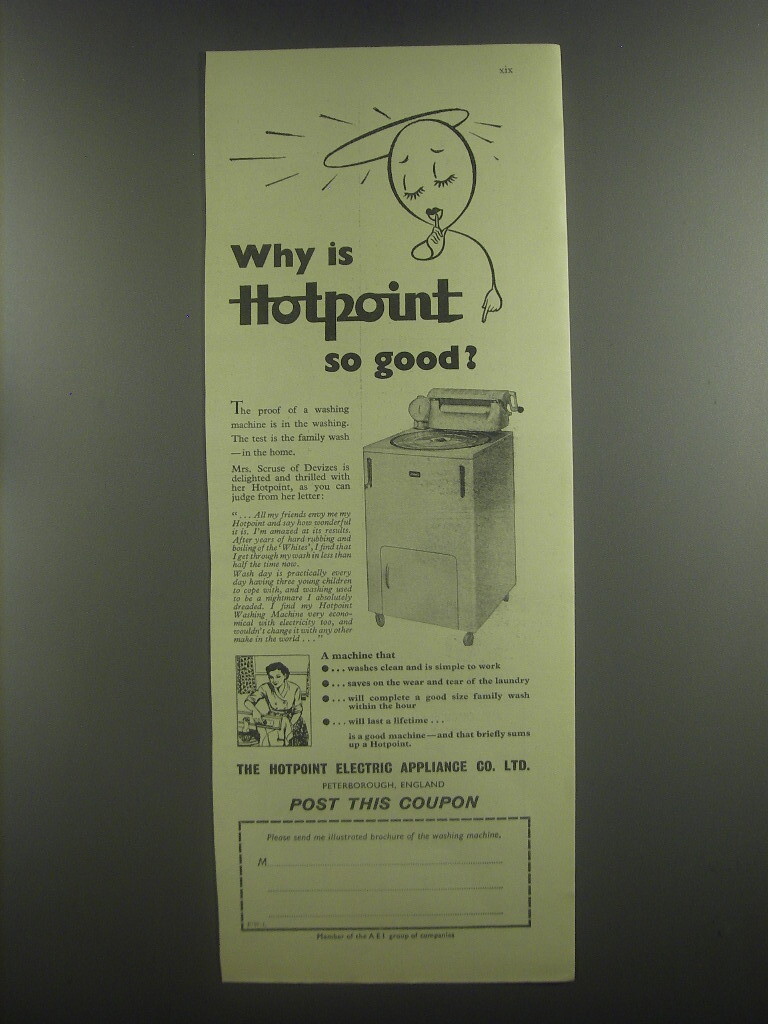 xix
Why is
Hotpoint
so good?
The proof of a washing
machine is in the washing.
The test is the family wash
—in the home.
Mrs. Scruse of Devizes is
delighted and thrilled with
her Hotpoint, as you can
judge from her letter:
“. . . All my friends envy me my
Hotpoint and say how wonderful
it is. I'm amazed at its results.
After years of hard rubbing and
boiling of the ‘Whites’, I find that
I get through my wash in less than
half the time now.
Wash day is practically every
day having three young children
to cope with, and washing used
to be a nightmare I absolutely
dreaded. I find my Hotpoint
Washing Machine very econo-
mical with electricity too, and
wouldn't change it with any other
make in the world . . .”
A machine that
● . . . washes clean and is simple to work
● . . . saves on the wear and tear of the laundry
● . . . will complete a good size family wash
within the hour
● . . . will last a lifetime . . .
is a good machine—and that briefly sums
up a Hotpoint.
THE HOTPOINT ELECTRIC APPLIANCE CO. LTD.
PETERBOROUGH, ENGLAND
POST THIS COUPON
Please send me illustrated brochure of the washing machine.
M
Member of the A E I group of companies